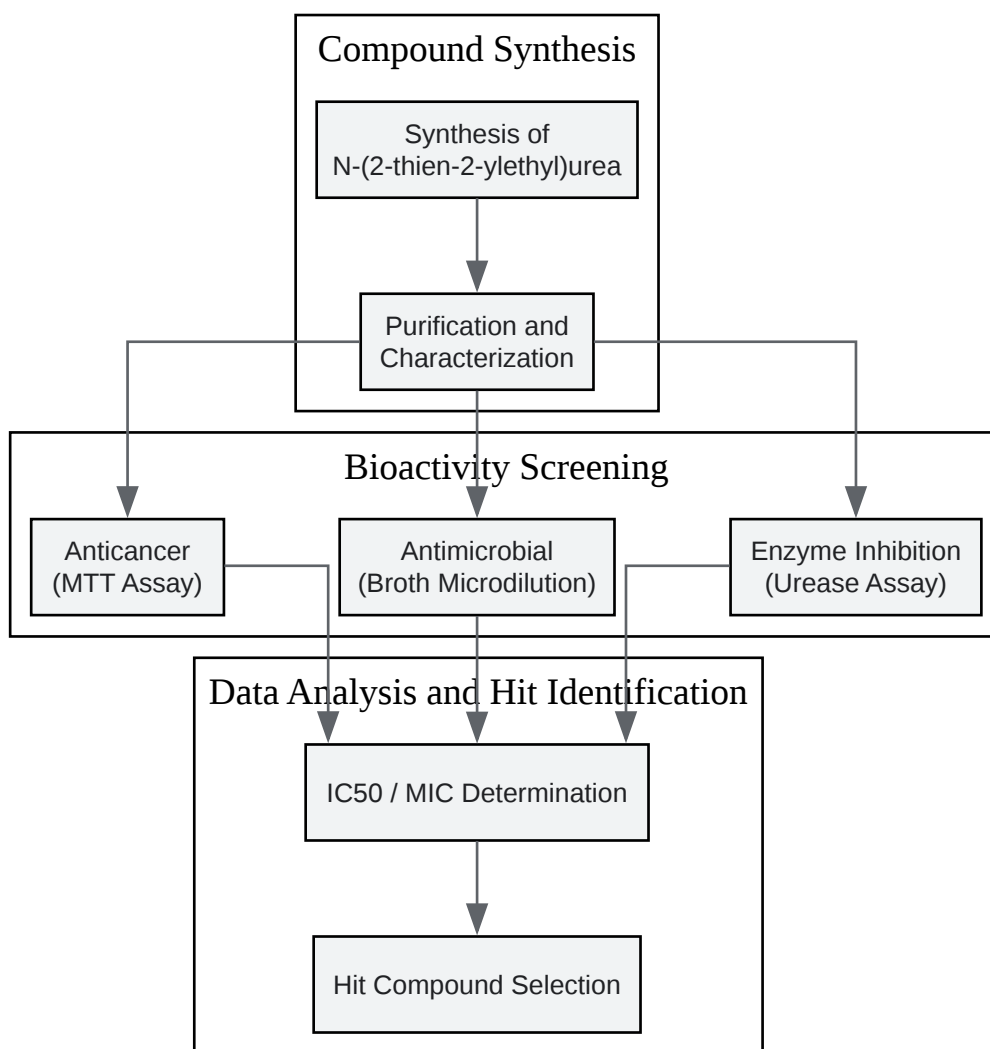 Compound Synthesis
Synthesis of
N-(2-thien-2-ylethyl)urea
Purification and
Characterization
Bioactivity Screening
Anticancer
(MTT Assay)
Antimicrobial
(Broth Microdilution)
Enzyme Inhibition
(Urease Assay)
Data Analysis and Hit Identification
IC50 / MIC Determination
Hit Compound Selection